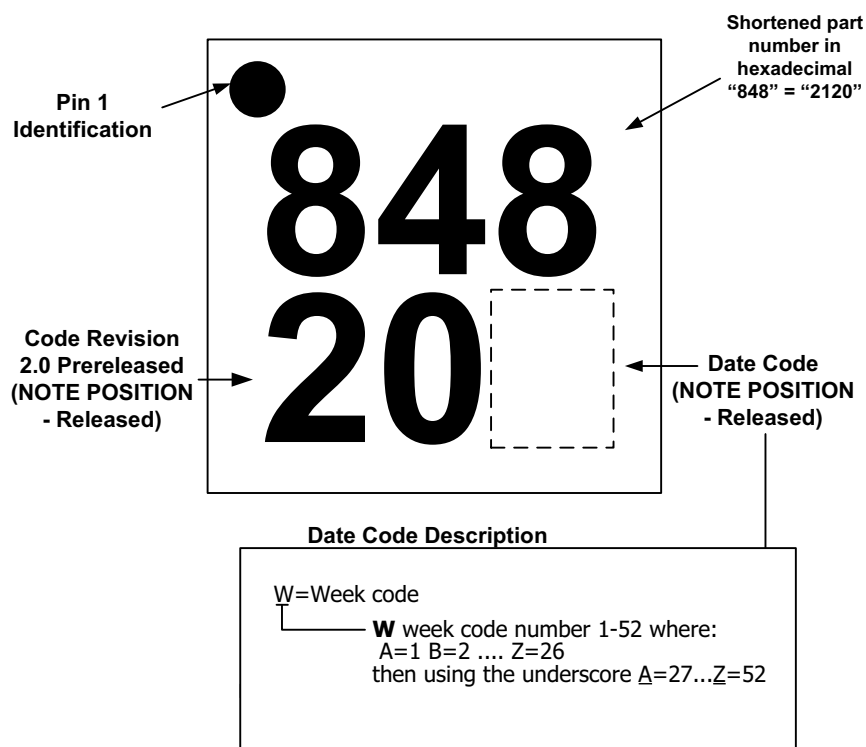 Shortened part
number in
hexadecimal
“848” = “2120”
Pin 1
Identification
848
20
Code Revision
2.0 Prereleased
(NOTE POSITION
- Released)
Date Code
(NOTE POSITION
- Released)
Date Code Description
W=Week code
W week code number 1-52 where:
A=1 B=2 .... Z=26
then using the underscore A=27...Z=52